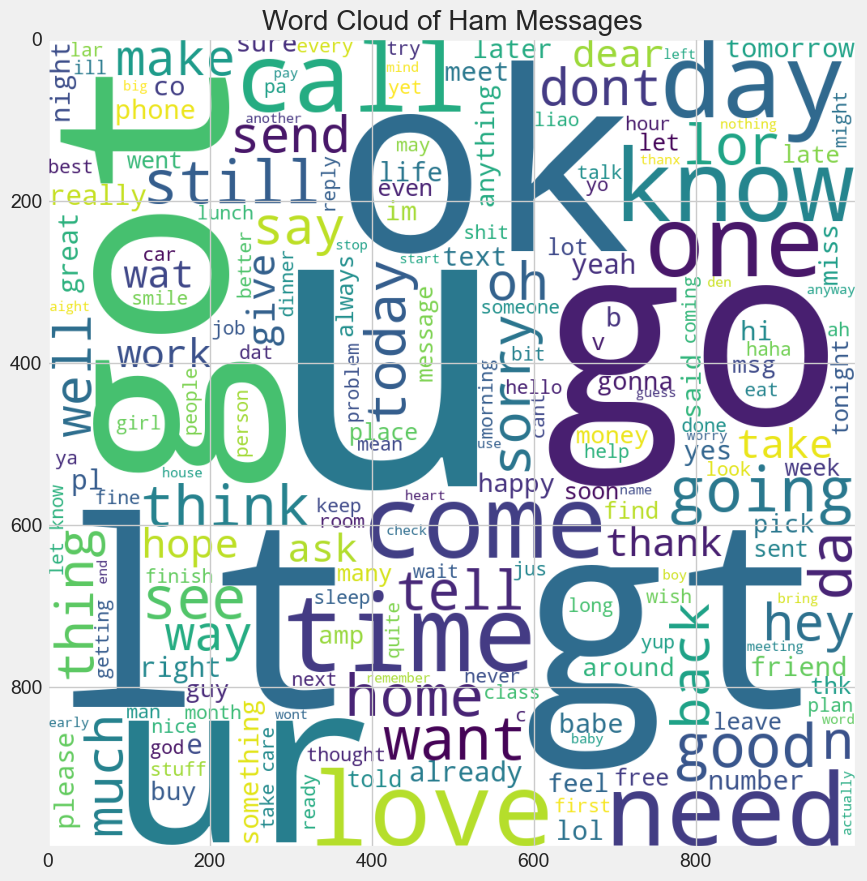 Word Cloud of Ham Messages
0
200
400
600
800
0
200
400
600
800
lar
ill
night
make
big
co
phone
sure
every
call
pay
pa
try
mind
yet
later
meet
dear
left
tomorrow
dont
day
might
best
went
really
got
another
send
still
reply
may
life
even
im
ok
anything
liao
hour
let
nothing
thanx
lor
late
talk
yo
know
great
lunch
say
better
car
wat
smile
aight
stop
start
shit
text
lot
yeah
one
miss
den
anyway
well
work
job
dat
give
dinner
always
today
message
oh
someone
u
go
b
v
hi
haha
msg
eat
ah
said
coming
tonight
girl
people
person
problem
place
mean
bit
hello
sorry
morning
use
cant
gonna
guess
money
help
done
worry
yes
take
ya
pl
house
fine
think
keep
room
heart
check
happy
soon
name
find
look
week
going
let know
lt
hope
ask
many
come
thank
pick
sent
da
thing
end
getting
finish
see
way
right
sleep
amp
quite
wait
tell
jus
time
gt
long
wish
boy
bring
hey
yup
meeting
around
back
friend
thk
guy
next
remember
never
home
class
c
plan
word
early
man
month
nice
god
e
stuff
wont
thought
want
babe
baby
leave
good
n
please
much
buy
ur
something
take care
ready
told
already
love
feel
free
first
lol
number
need
actually